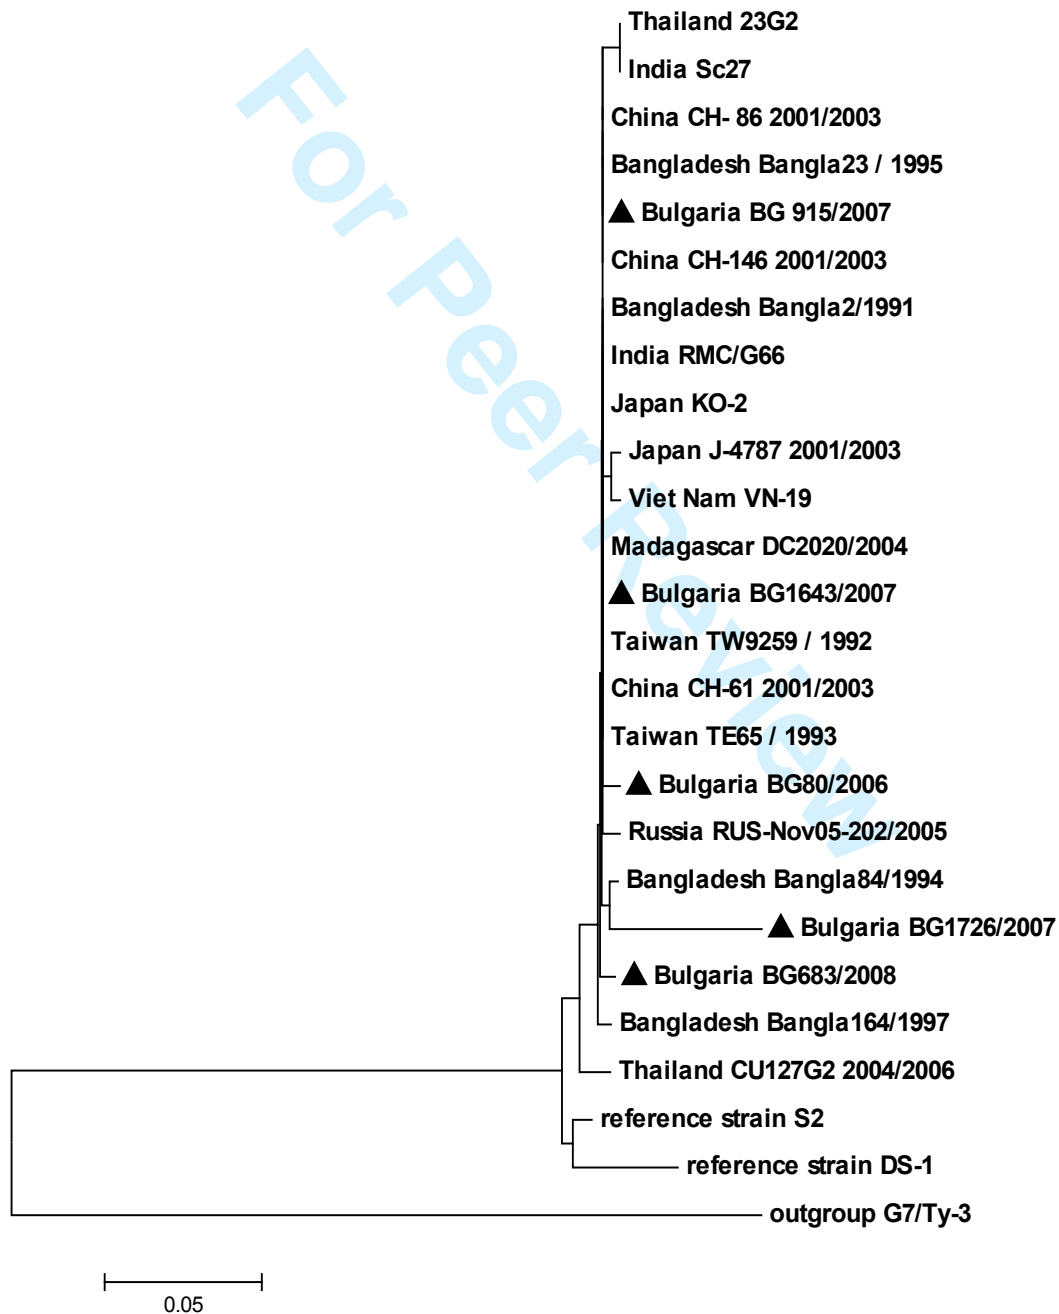 Thailand 23G2
India Sc27
China CH- 86 2001/2003
Bangladesh Bangla23 / 1995
Bulgaria BG 915/2007
China CH-146 2001/2003
Bangladesh Bangla2/1991
India RMC/G66
Japan KO-2
Japan J-4787 2001/2003
Viet Nam VN-19
Madagascar DC2020/2004
Bulgaria BG1643/2007
Taiwan TW9259 / 1992
China CH-61 2001/2003
Taiwan TE65 / 1993
Bulgaria BG80/2006
Russia RUS-Nov05-202/2005
Bangladesh Bangla84/1994
Bulgaria BG1726/2007
Bulgaria BG683/2008
Bangladesh Bangla164/1997
Thailand CU127G2 2004/2006
reference strain S2
reference strain DS-1
outgroup G7/Ty-3
0.05
For Peer Review